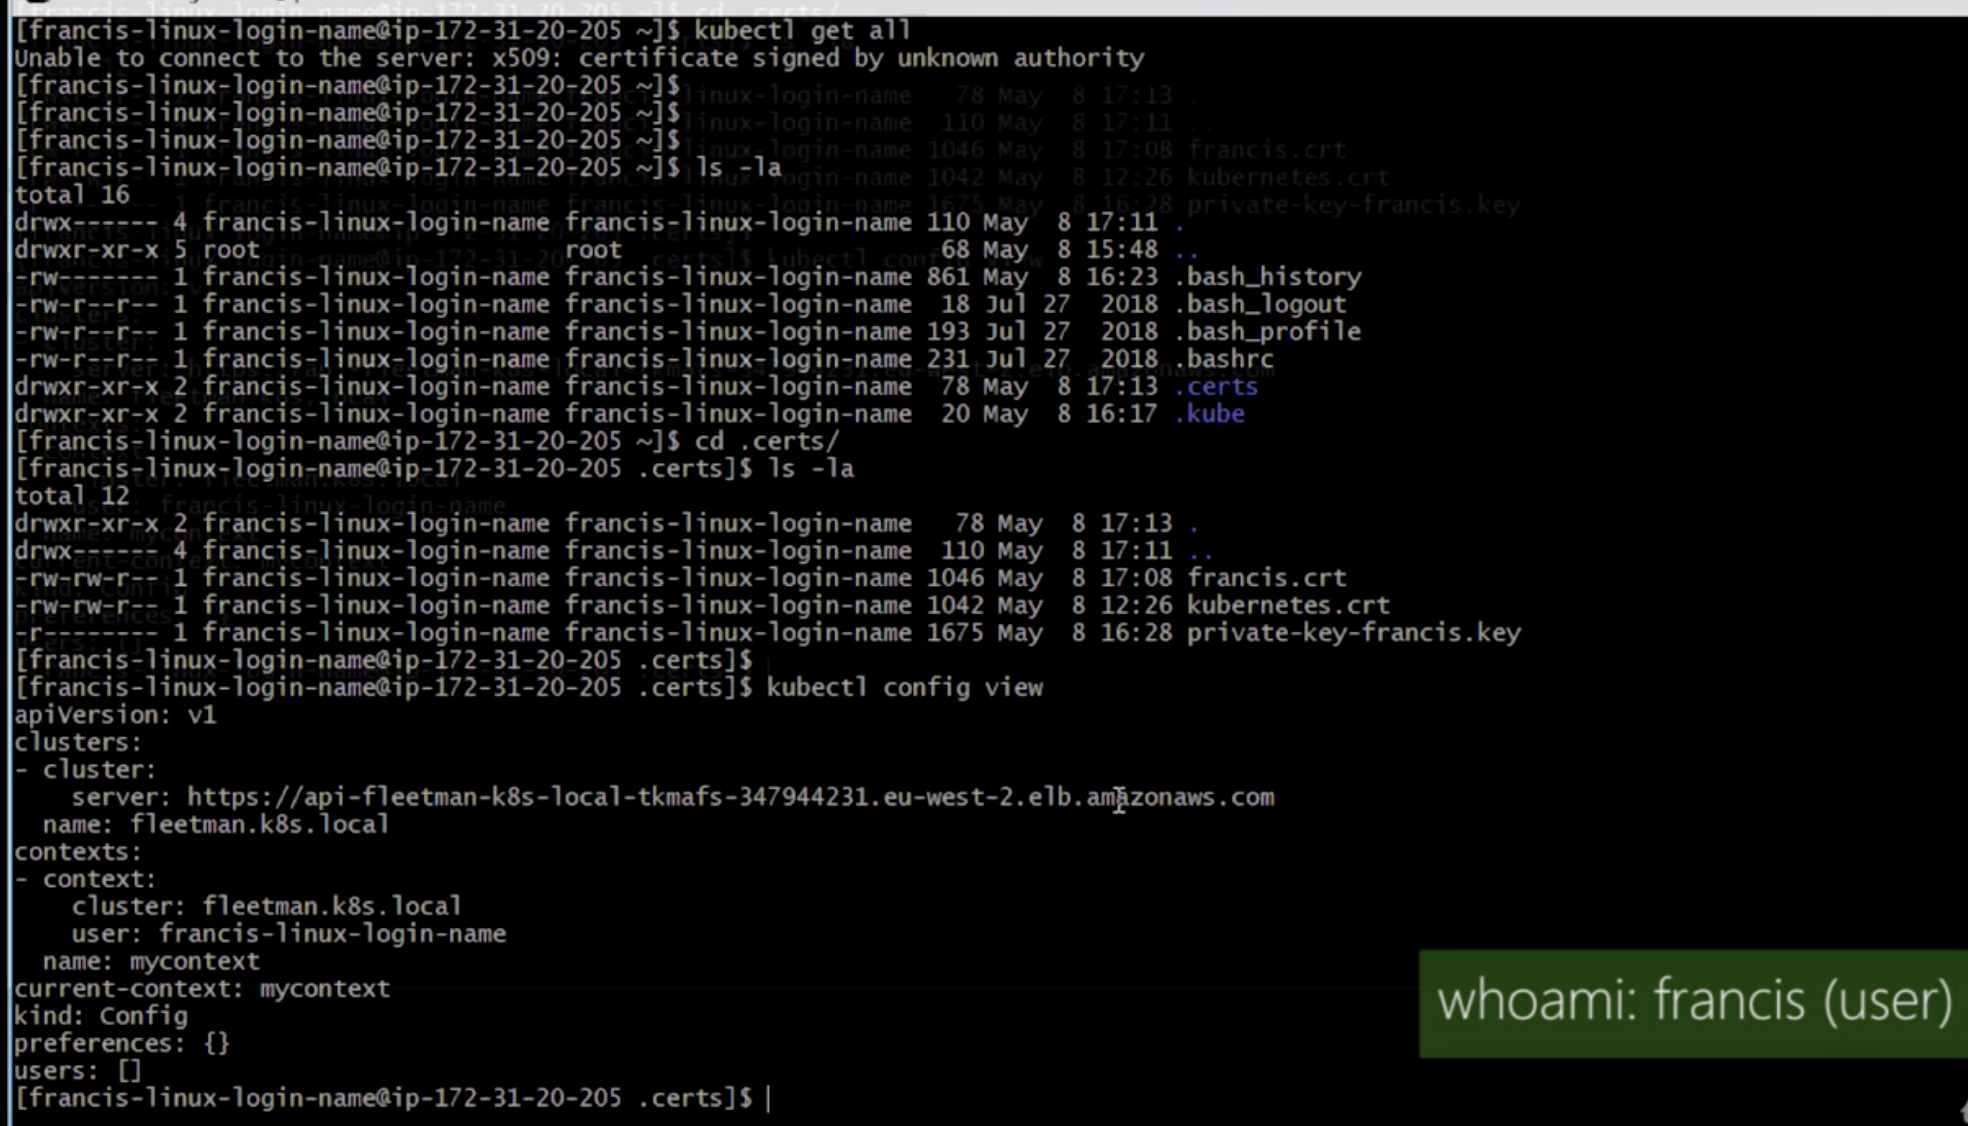 [francis-linux-login-name@ip-172-31-20-205 ~]$ kubectl get all
Unable to connect to the server: x509: certificate signed by unknown authority
[francis-linux-login-name@ip-172-31-20-205 ~]$
[francis-linux-login-name@ip-172-31-20-205 ~]$
[francis-linux-login-name@ip-172-31-20-205 ~]$
[francis-linux-login-name@ip-172-31-20-205 ~]$ ls -la
total 16
drwx------ 4 francis-linux-login-name francis-linux-login-name 110 May  8 17:11 .
drwxr-xr-x 5 root                     root                      68 May  8 15:48 ..
-rw------- 1 francis-linux-login-name francis-linux-login-name 861 May  8 16:23 .bash_history
-rw-r--r-- 1 francis-linux-login-name francis-linux-login-name  18 Jul 27  2018 .bash_logout
-rw-r--r-- 1 francis-linux-login-name francis-linux-login-name 193 Jul 27  2018 .bash_profile
-rw-r--r-- 1 francis-linux-login-name francis-linux-login-name 231 Jul 27  2018 .bashrc
drwxr-xr-x 2 francis-linux-login-name francis-linux-login-name  78 May  8 17:13 .certs
drwxr-xr-x 2 francis-linux-login-name francis-linux-login-name  20 May  8 16:17 .kube
[francis-linux-login-name@ip-172-31-20-205 ~]$ cd .certs/
[francis-linux-login-name@ip-172-31-20-205 .certs]$ ls -la
total 12
drwxr-xr-x 2 francis-linux-login-name francis-linux-login-name   78 May  8 17:13 .
drwx------ 4 francis-linux-login-name francis-linux-login-name  110 May  8 17:11 ..
-rw-rw-r-- 1 francis-linux-login-name francis-linux-login-name 1046 May  8 17:08 francis.crt
-rw-rw-r-- 1 francis-linux-login-name francis-linux-login-name 1042 May  8 12:26 kubernetes.crt
-r-------- 1 francis-linux-login-name francis-linux-login-name 1675 May  8 16:28 private-key-francis.key
[francis-linux-login-name@ip-172-31-20-205 .certs]$
[francis-linux-login-name@ip-172-31-20-205 .certs]$ kubectl config view
apiVersion: v1
clusters:
- cluster:
    server: https://api-fleetman-k8s-local-tkmafs-347944231.eu-west-2.elb.amazonaws.com
  name: fleetman.k8s.local
contexts:
- context:
    cluster: fleetman.k8s.local
    user: francis-linux-login-name
  name: mycontext
current-context: mycontext
kind: Config
preferences: {}
users: []
[francis-linux-login-name@ip-172-31-20-205 .certs]$
whoami: francis (user)